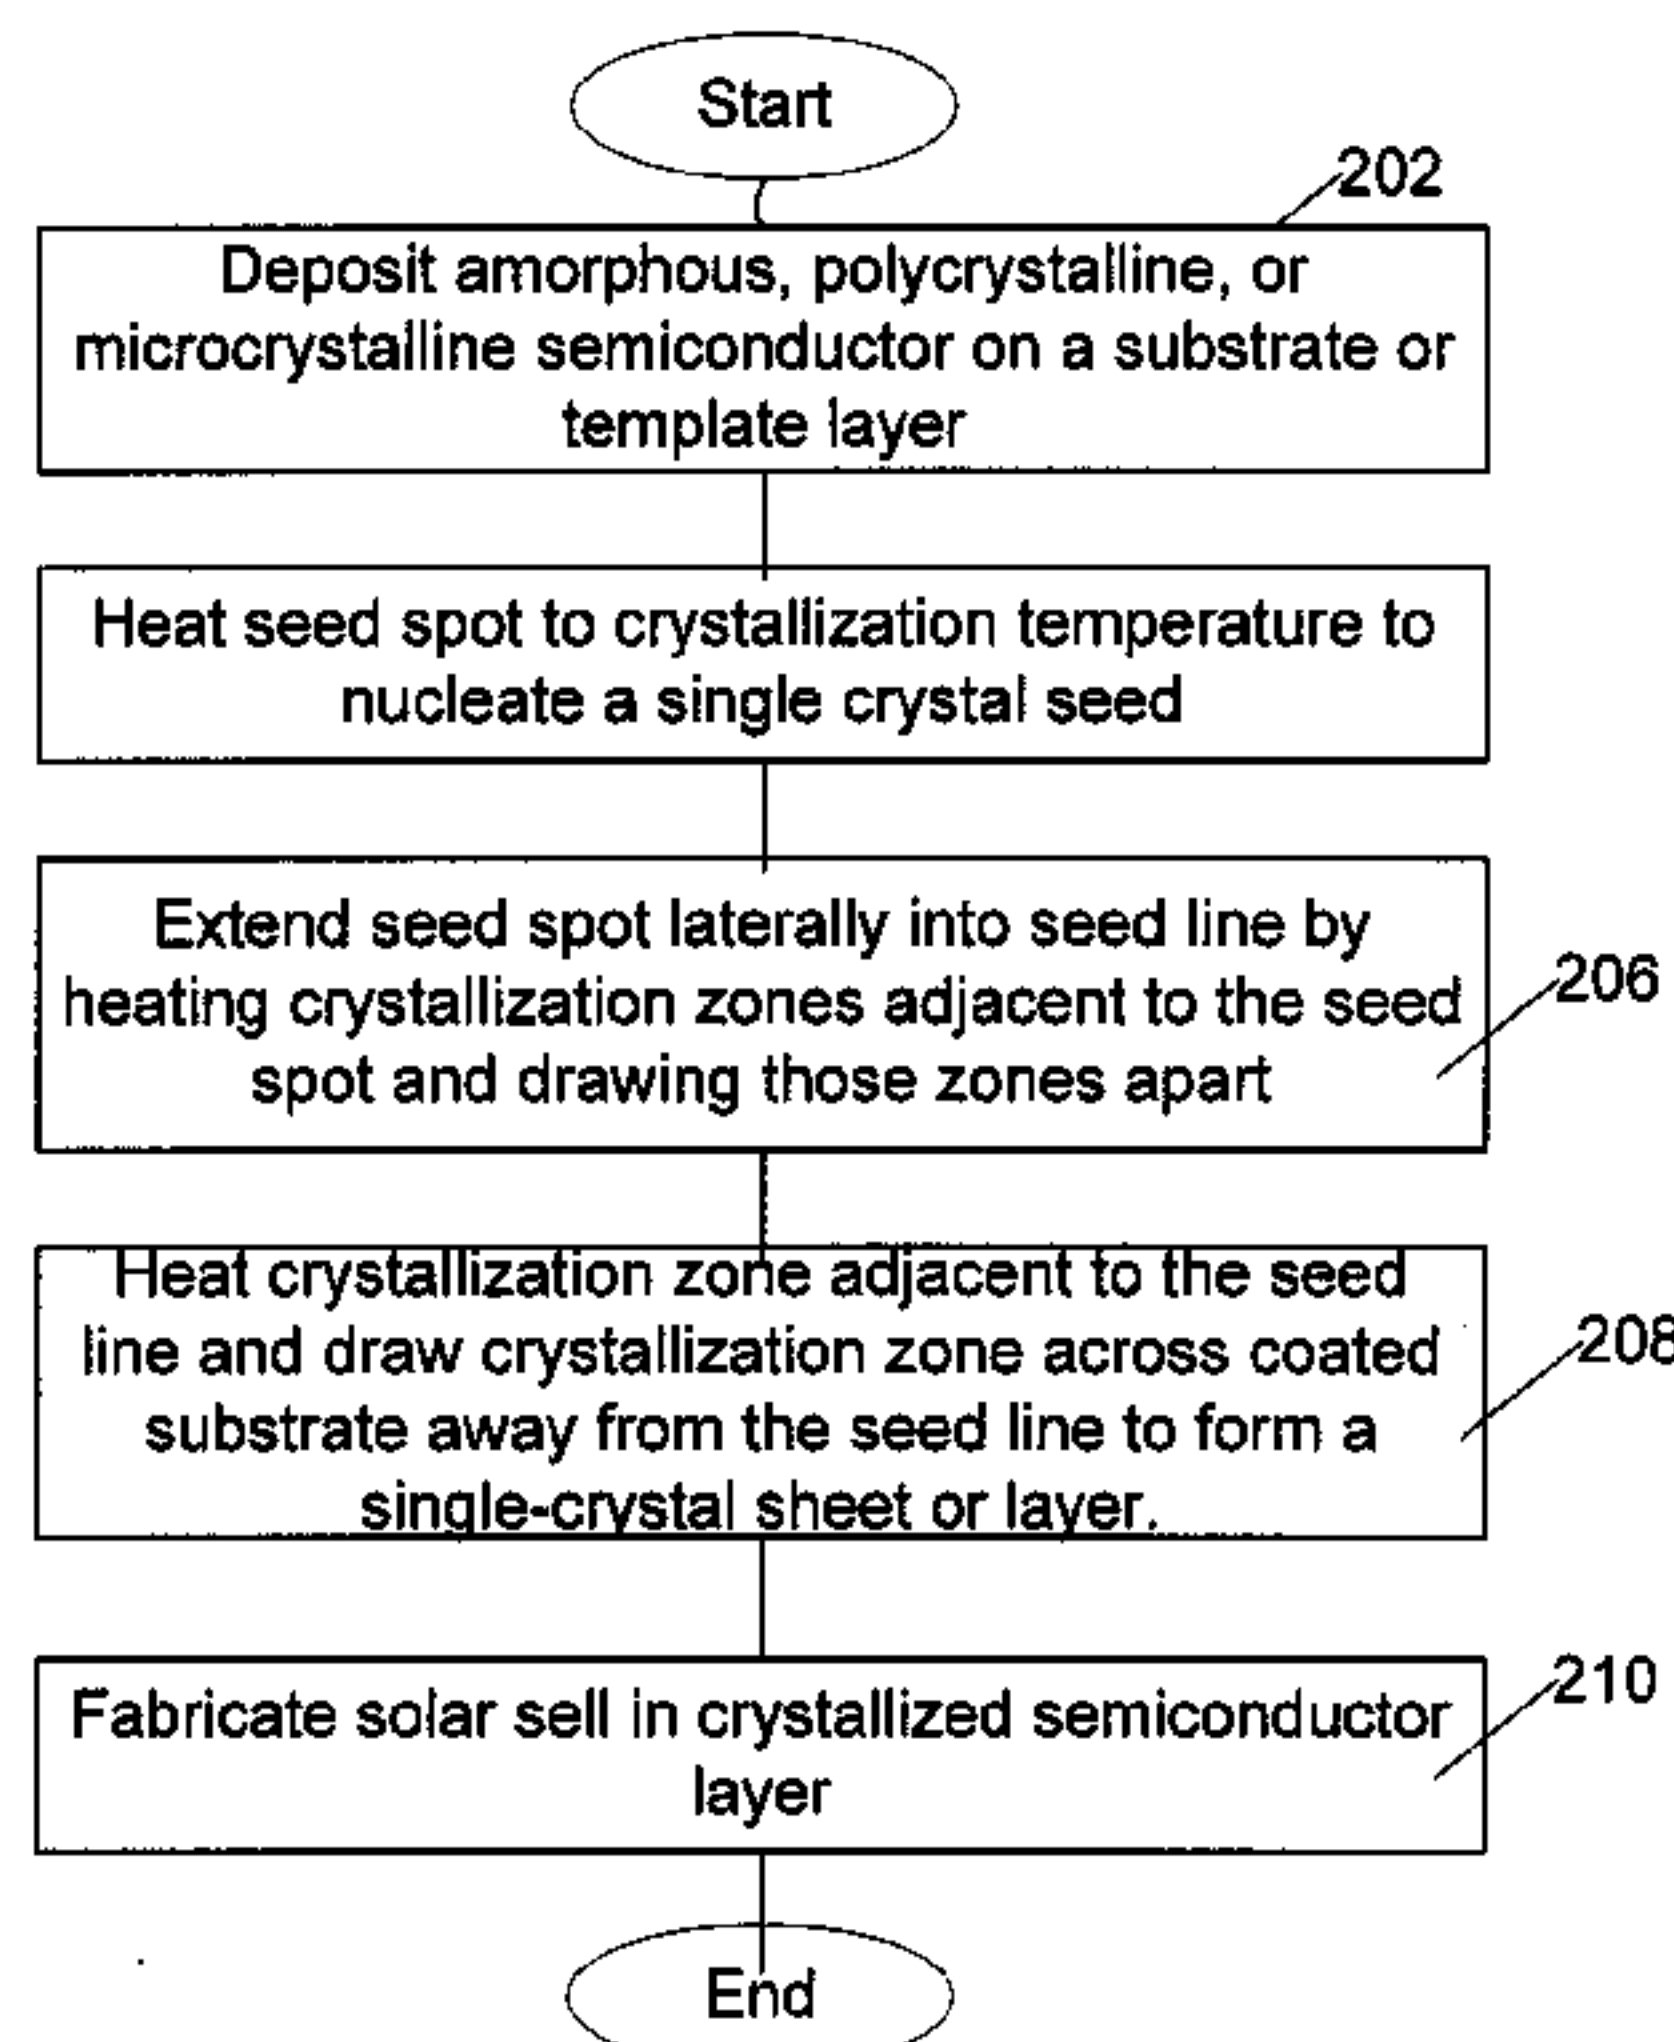 Start
202
Deposit amorphous, polycrystalline, or
microcrystalline semiconductor on a substrate or
template layer
Heat seed spot to crystallization temperature to
nucleate a single crystal seed
Extend seed spot laterally into seed line by
heating crystallization zones adjacent to the seed
spot and drawing those zones apart
206
Heat crystallization zone adjacent to the seed
line and draw crystallization zone across coated
substrate away from the seed line to form a
single-crystal sheet or layer.
208
Fabricate solar sell in crystallized semiconductor
layer
210
End